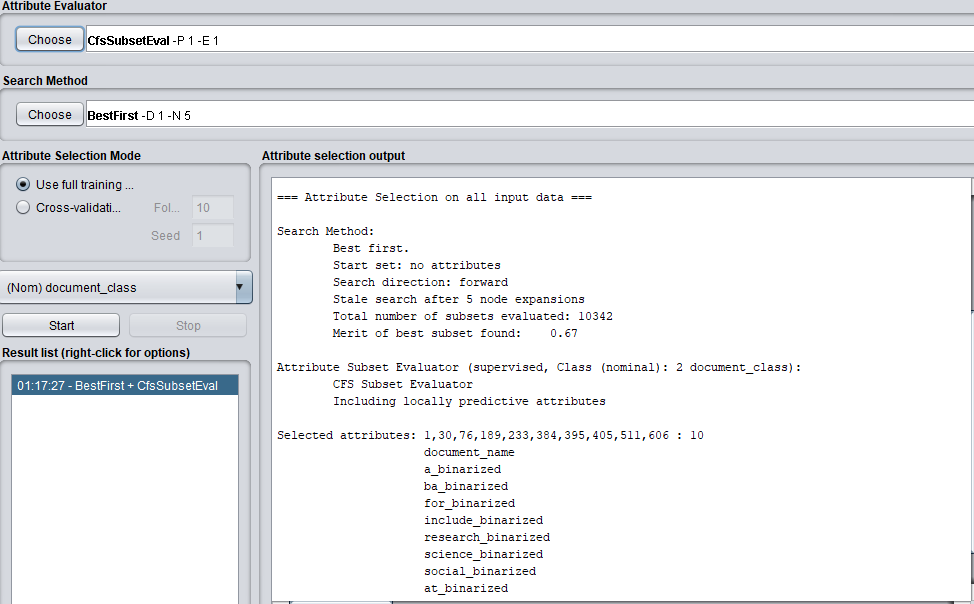 Attribute Evaluator
Choose CfsSubsetEval -P 1 -E 1
Search Method
Choose BestFirst -D 1 -N 5
Attribute Selection Mode
Use full training ...
Cross-validati... Fol... 10
Seed 1
(Nom) document_class
Start Stop
Result list (right-click for options)
01:17:27 - BestFirst + CfsSubsetEval
Attribute selection output
=== Attribute Selection on all input data ===
Search Method:
Best first.
Start set: no attributes
Search direction: forward
Stale search after 5 node expansions
Total number of subsets evaluated: 10342
Merit of best subset found: 0.67
Attribute Subset Evaluator (supervised, Class (nominal): 2 document_class):
CFS Subset Evaluator
Including locally predictive attributes
Selected attributes: 1,30,76,189,233,384,395,405,511,606 : 10
document_name
a_binarized
ba_binarized
for_binarized
include_binarized
research_binarized
science_binarized
social_binarized
at_binarized